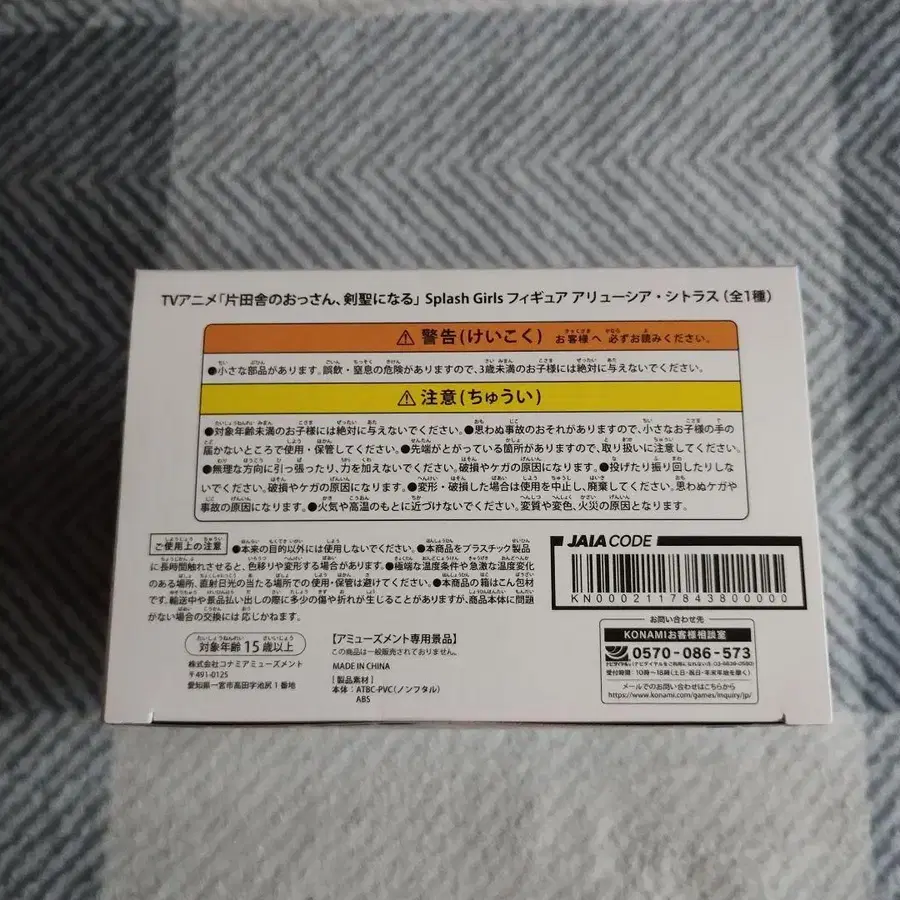 TVアニメ「片田舎のおっさん、剣聖になる」 Splash Girls フィギュア アリューシア・シトラス (全1種)
⚠ 警告(けいこく) お客様へ 必ずお読みください。
●小さな部品があります。誤飲・窒息の危険がありますので、3歳未満のお子様には絶対に与えないでください。
⚠ 注意(ちゅうい)
●対象年齢未満のお子様には絶対に与えないでください。●思わぬ事故のおそれがありますので、小さなお子様の手の
届かないところで使用・保管してください。●先端がとがっている箇所がありますので、取り扱いに注意してください。
●無理な方向に引っ張ったり、力を加えないでください。破損やケガの原因になります。●投げたり振り回したりしな
いでください。破損やケガの原因になります。●変形・破損した場合は使用を中止し、廃棄してください。思わぬケガや
事故の原因になります。●火気や高温のもとに近づけないでください。変質や変色、火災の原因となります。
ご使用上の注意 ●本来の目的以外には使用しないでください。●本商品をプラスチック製品
に長時間触れさせると、色移りや変形する場合があります。●極端な温度条件や急激な温度変化
のある場所、直射日光の当たる場所での使用・保管は避けてください。●本商品の箱はこん包材
です。輸送中や景品払い出しの際に多少の傷や折れが生じることがありますが、商品本体に問題
がない場合の交換には応じかねます。
JAIA CODE
KN00021178438 00000
対象年齢 15歳以上
株式会社コナミアミューズメント
〒491-0125
愛知県一宮市高田字池尻1番地
【アミューズメント専用景品】
この商品は一般販売されておりません。
MADE IN CHINA
[製品素材]
本体：ATBC-PVC(ノンフタル)
ABS
お問い合わせ先
KONAMIお客様相談室
ナビダイヤル 0570-086-573
受付時間：10時～18時(土日・祝日・年末年始を除く)
メールでのお問い合わせはこちらから
https://www.konami.com/games/inquiry/jp/